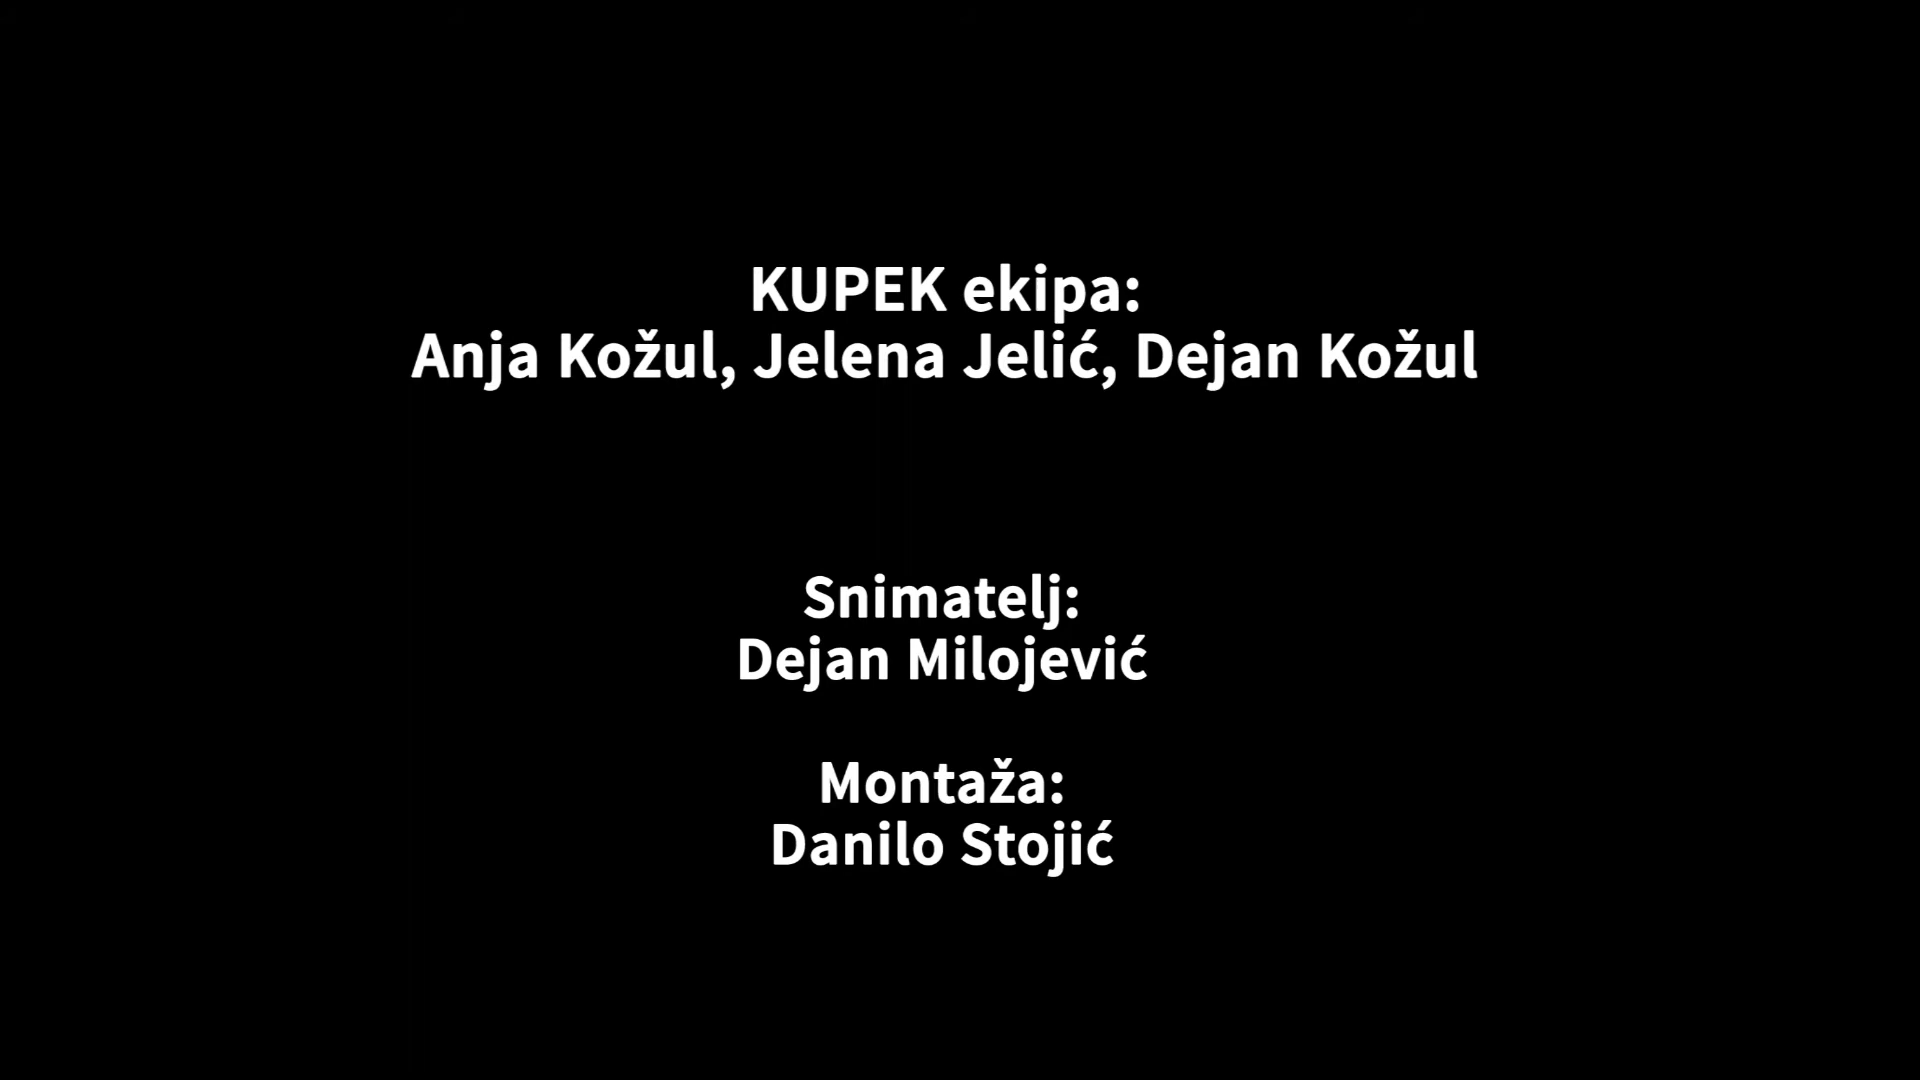 KUPEK ekipa:
Anja Kožul, Jelena Jelić, Dejan Kožul
Snimatelj:
Dejan Milojević
Montaža:
Danilo Stojić